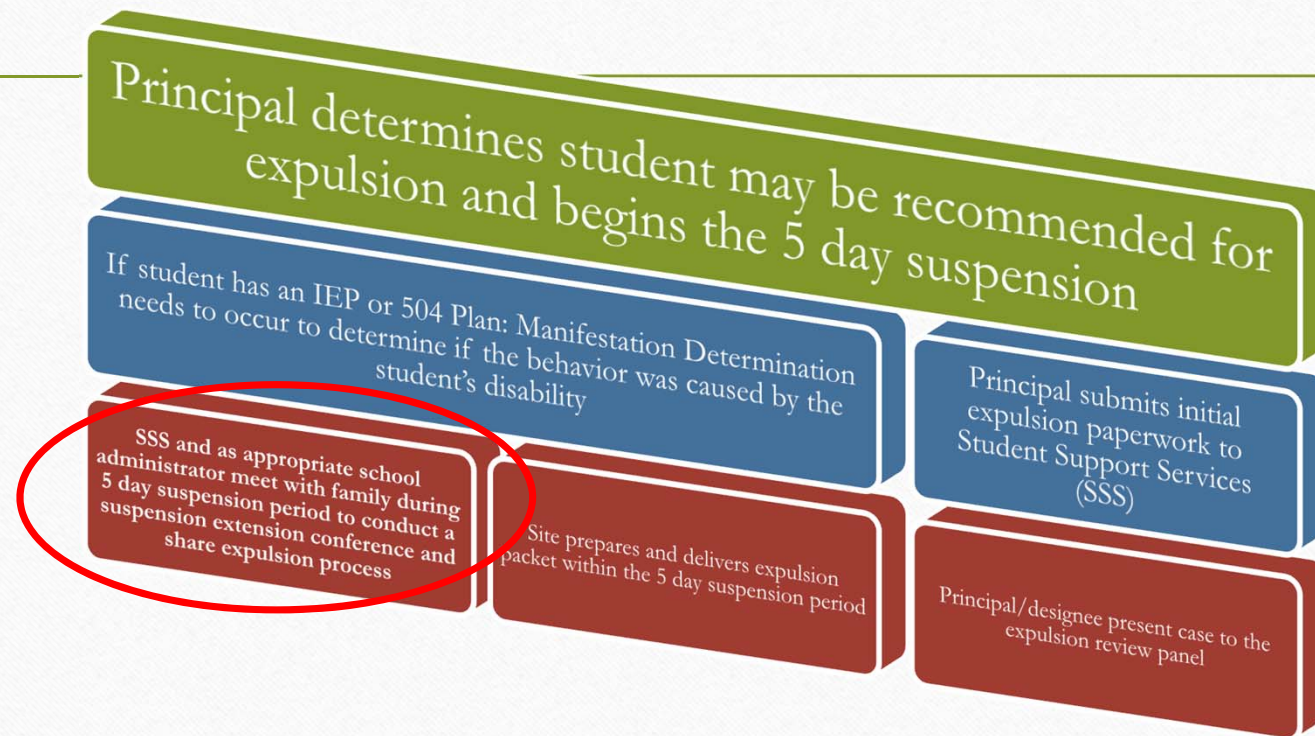 Principal determines student may be recommended for
expulsion and begins the 5 day suspension
If student has an IEP or 504 Plan: Manifestation Determination
needs to occur to determine if the behavior was caused by the
student's disability
Principal submits initial
expulsion paperwork to
Student Support Services
(SSS)
SSS and as appropriate school
administrator meet with family during
5 day suspension period to conduct a
suspension extension conference and
share expulsion process
Site prepares and delivers expulsion
packet within the 5 day suspension period
Principal/designee present case to the
expulsion review panel